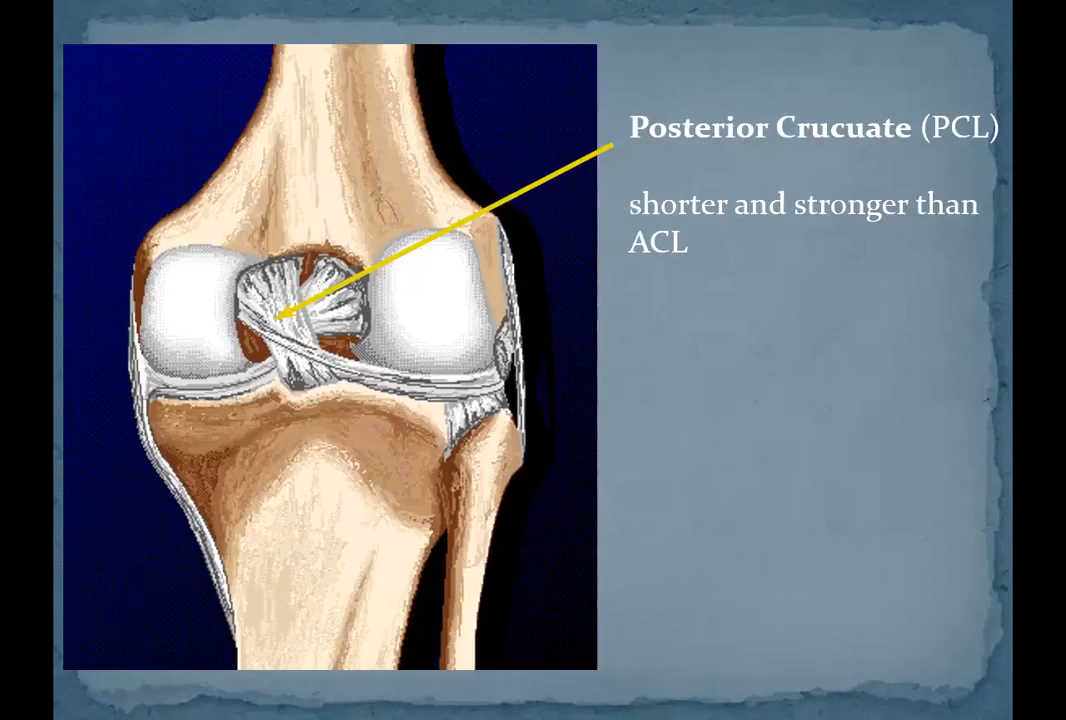 Posterior Crucuate (PCL)
shorter and stronger than
ACL